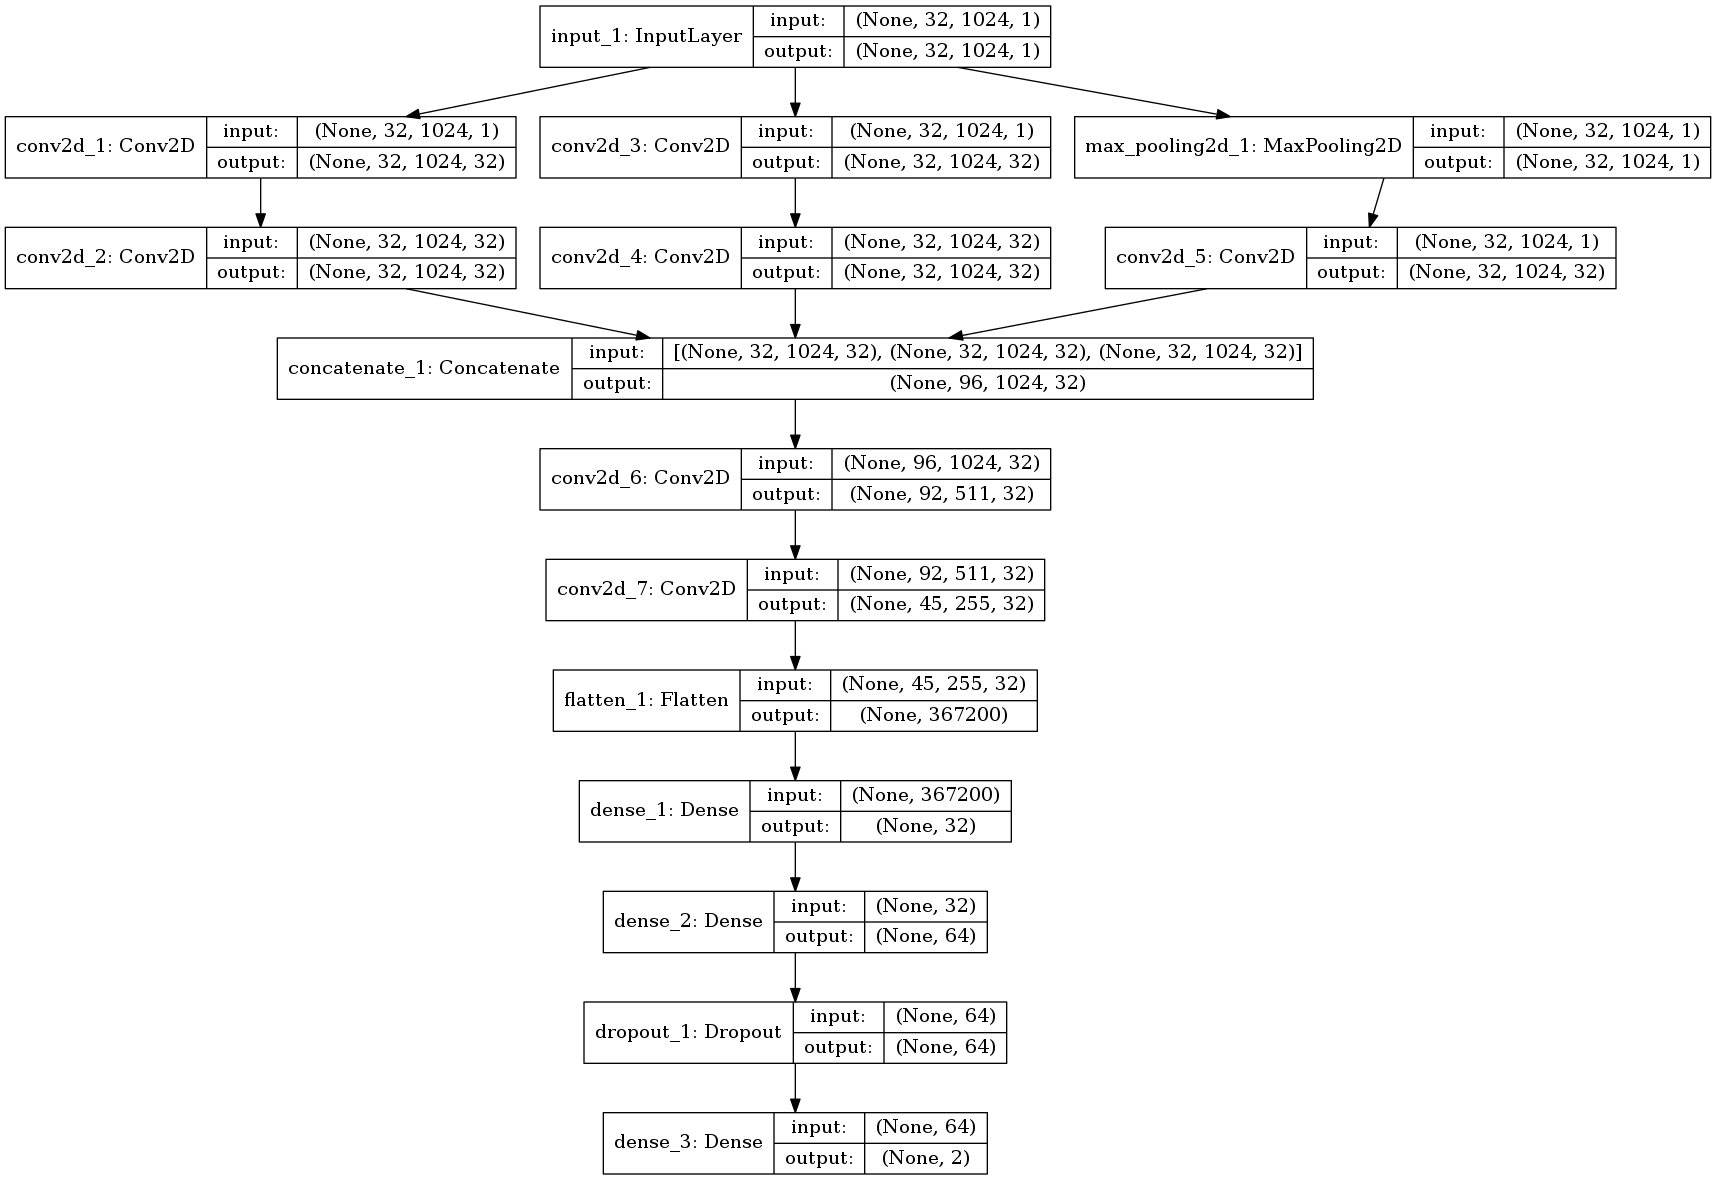 input_1: InputLayer
input: (None, 32, 1024, 1)
output: (None, 32, 1024, 1)
conv2d_1: Conv2D
input: (None, 32, 1024, 1)
output: (None, 32, 1024, 32)
conv2d_3: Conv2D
input: (None, 32, 1024, 1)
output: (None, 32, 1024, 32)
max_pooling2d_1: MaxPooling2D
input: (None, 32, 1024, 1)
output: (None, 32, 1024, 1)
conv2d_2: Conv2D
input: (None, 32, 1024, 32)
output: (None, 32, 1024, 32)
conv2d_4: Conv2D
input: (None, 32, 1024, 32)
output: (None, 32, 1024, 32)
conv2d_5: Conv2D
input: (None, 32, 1024, 1)
output: (None, 32, 1024, 32)
concatenate_1: Concatenate
input: [(None, 32, 1024, 32), (None, 32, 1024, 32), (None, 32, 1024, 32)]
output: (None, 96, 1024, 32)
conv2d_6: Conv2D
input: (None, 96, 1024, 32)
output: (None, 92, 511, 32)
conv2d_7: Conv2D
input: (None, 92, 511, 32)
output: (None, 45, 255, 32)
flatten_1: Flatten
input: (None, 45, 255, 32)
output: (None, 367200)
dense_1: Dense
input: (None, 367200)
output: (None, 32)
dense_2: Dense
input: (None, 32)
output: (None, 64)
dropout_1: Dropout
input: (None, 64)
output: (None, 64)
dense_3: Dense
input: (None, 64)
output: (None, 2)